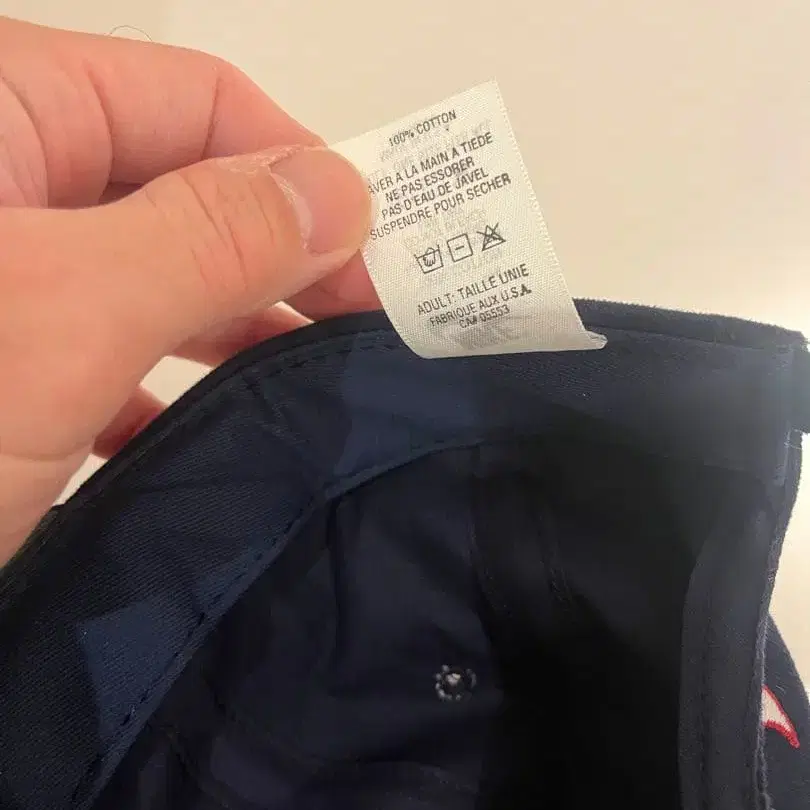 100% COTTON
AVER A LA MAIN A TIEDE
NE PAS ESSORER
PAS D'EAU DE JAVEL
SUSPENDRE POUR SECHER
ADULT: TAILLE UNIE
FABRIQUE AUX U.S.A.
CA# 05553